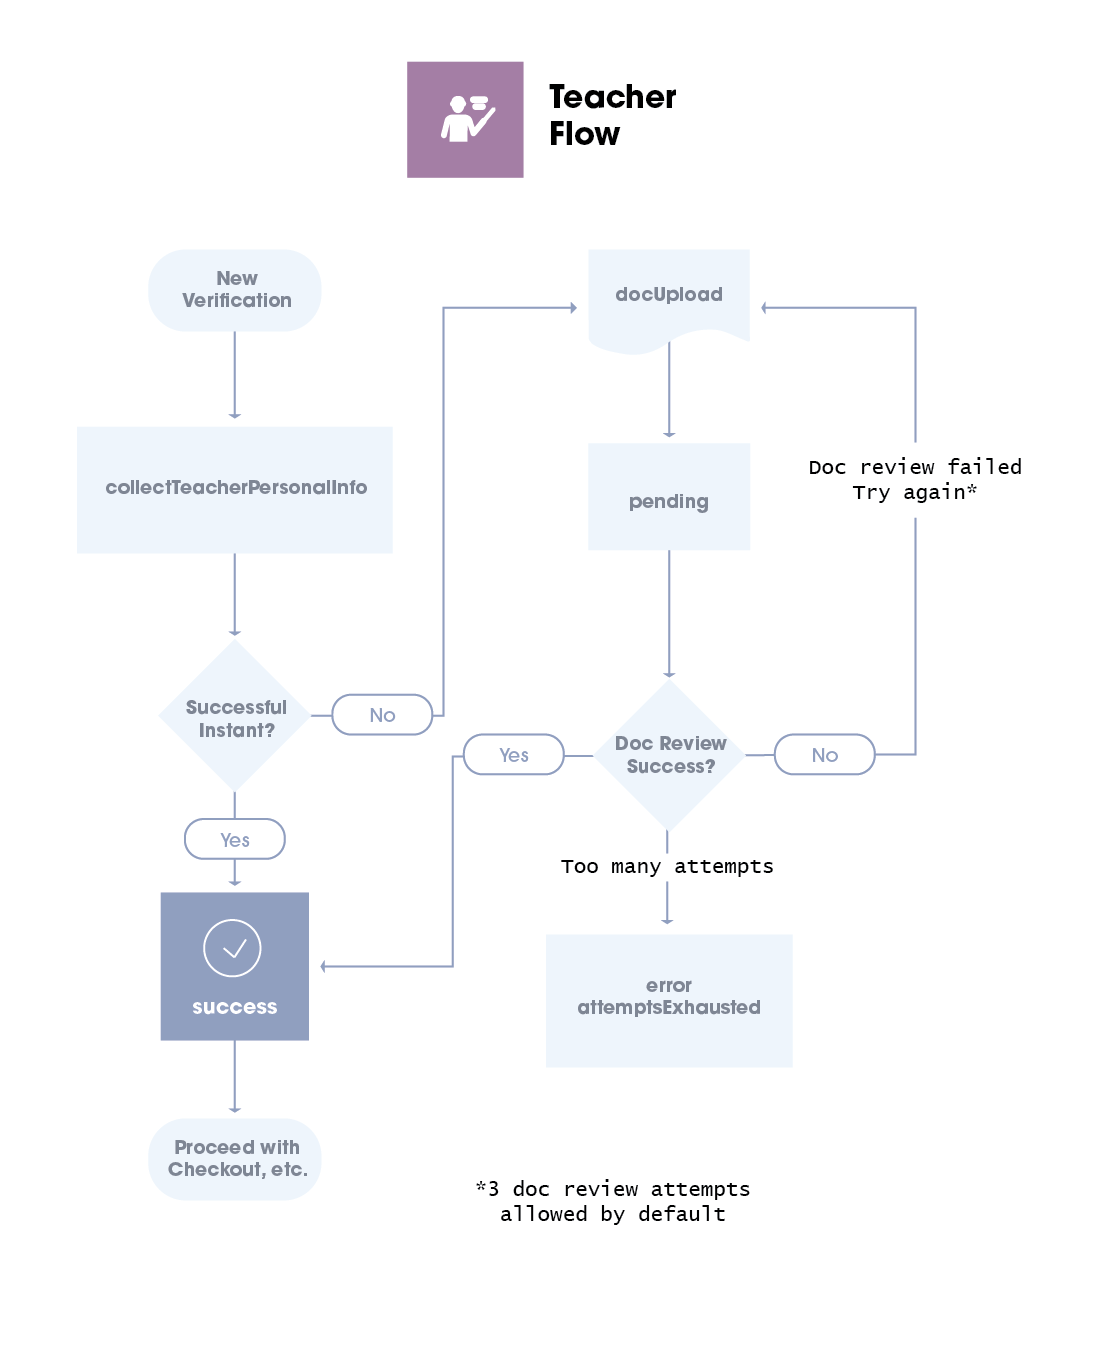 Teacher
Flow
New
Verification
collectTeacherPersonalInfo
Successful
Instant?
No
Yes
success
Proceed with
Checkout, etc.
docUpload
pending
Doc Review
Success?
Yes
No
Doc review failed
Try again*
Too many attempts
error
attemptsExhausted
*3 doc review attempts
allowed by default